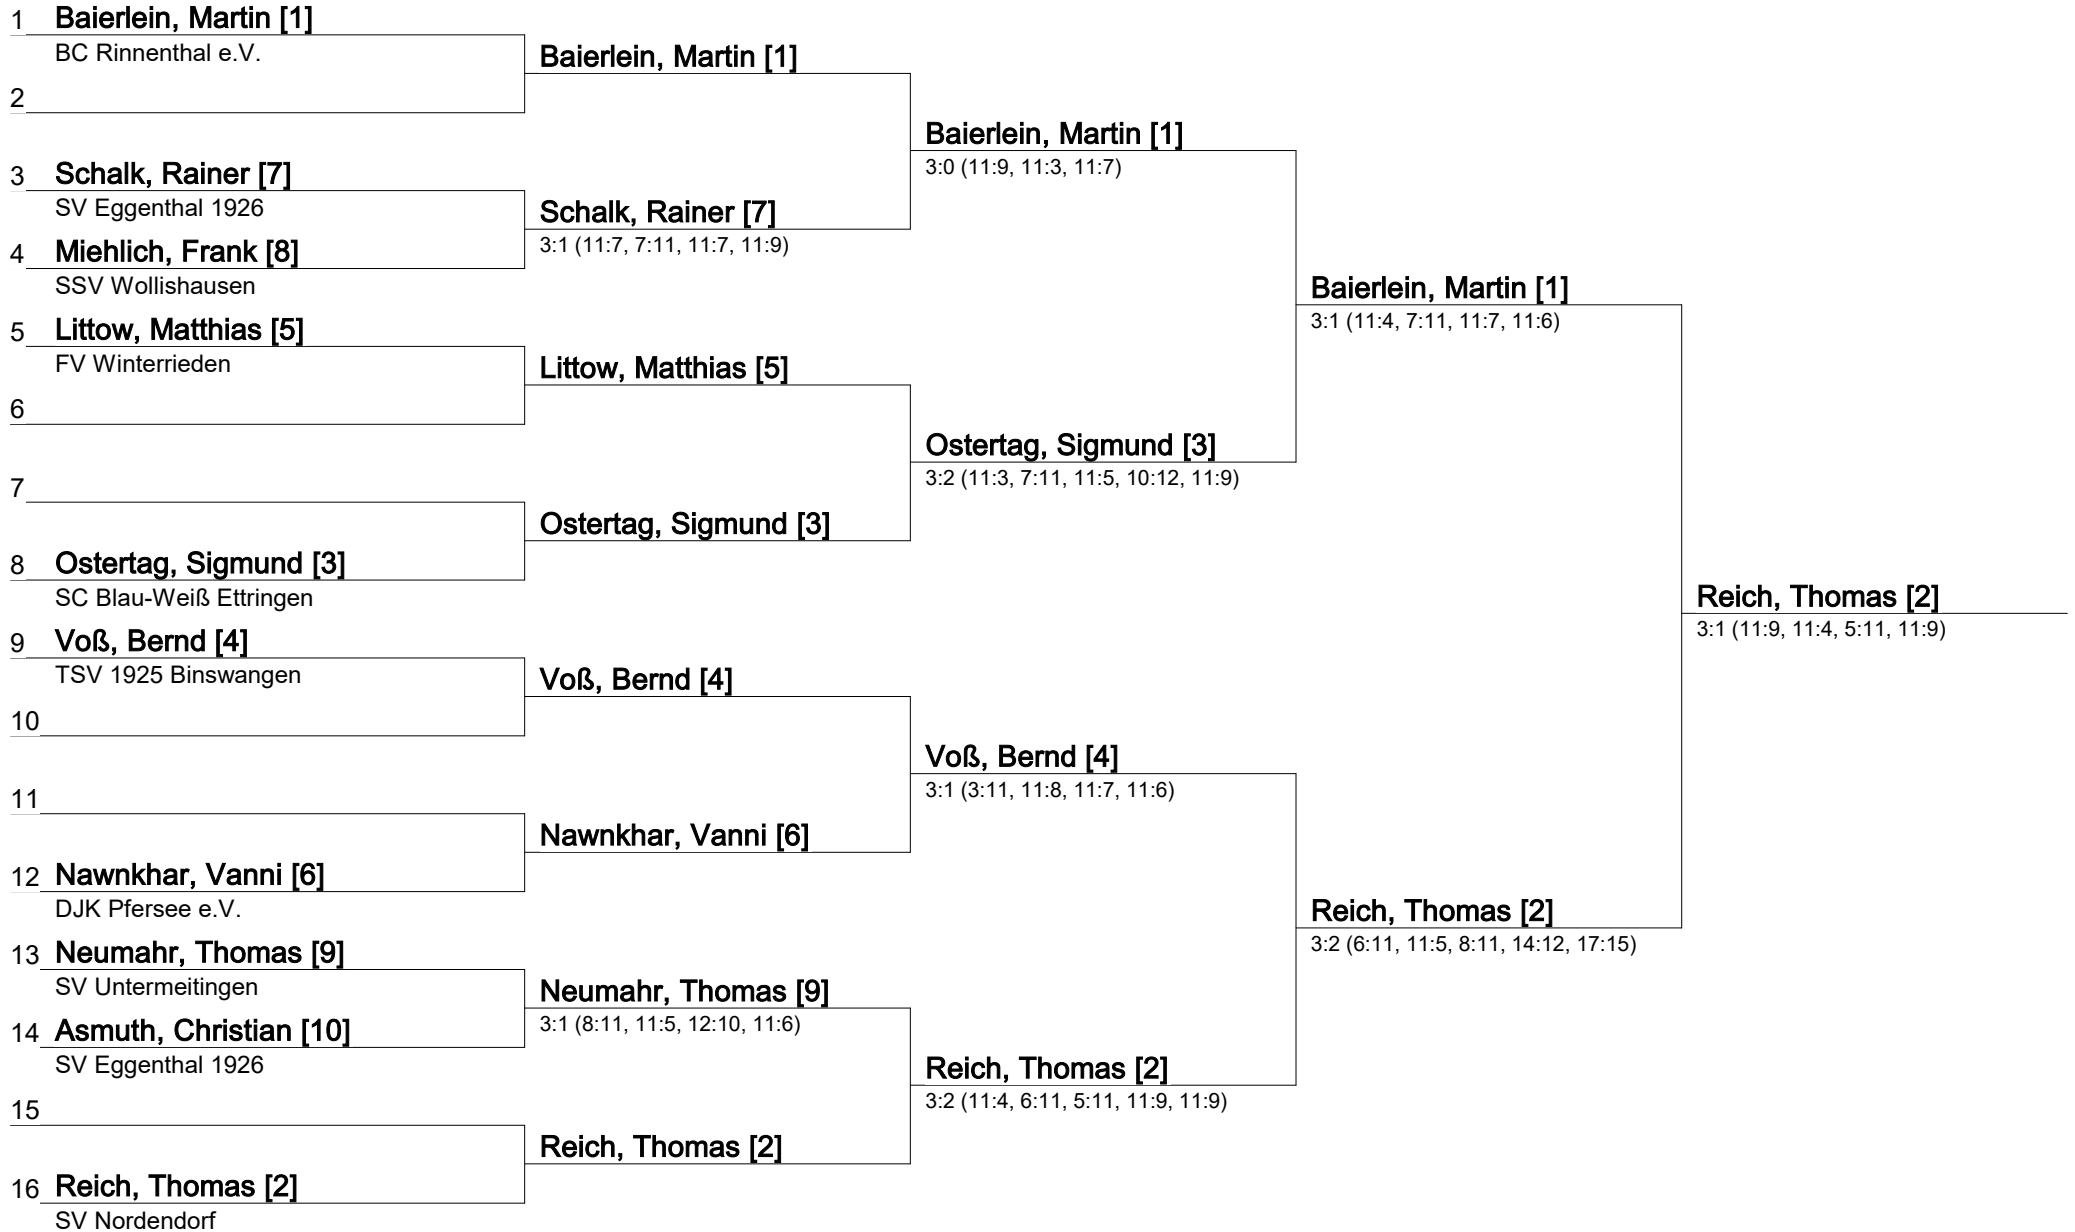 1 Baierlein, Martin [1]
BC Rinnenthal e.V.
2
3 Schalk, Rainer [7]
SV Eggenthal 1926
4 Miehlich, Frank [8]
SSV Wollishausen
5 Littow, Matthias [5]
FV Winterrieden
6
7
8 Ostertag, Sigmund [3]
SC Blau-Weiß Ettringen
9 Voß, Bernd [4]
TSV 1925 Binswangen
10
11
12 Nawnkhar, Vanni [6]
DJK Pfersee e.V.
13 Neumahr, Thomas [9]
SV Untermeitingen
14 Asmuth, Christian [10]
SV Eggenthal 1926
15
16 Reich, Thomas [2]
SV Nordendorf
Baierlein, Martin [1]
Schalk, Rainer [7]
3:1 (11:7, 7:11, 11:7, 11:9)
Littow, Matthias [5]
Ostertag, Sigmund [3]
Voß, Bernd [4]
Nawnkhar, Vanni [6]
Neumahr, Thomas [9]
3:1 (8:11, 11:5, 12:10, 11:6)
Reich, Thomas [2]
Baierlein, Martin [1]
3:0 (11:9, 11:3, 11:7)
Ostertag, Sigmund [3]
3:2 (11:3, 7:11, 11:5, 10:12, 11:9)
Voß, Bernd [4]
3:1 (3:11, 11:8, 11:7, 11:6)
Reich, Thomas [2]
3:2 (11:4, 6:11, 5:11, 11:9, 11:9)
Baierlein, Martin [1]
3:1 (11:4, 7:11, 11:7, 11:6)
Reich, Thomas [2]
3:2 (6:11, 11:5, 8:11, 14:12, 17:15)
Reich, Thomas [2]
3:1 (11:9, 11:4, 5:11, 11:9)